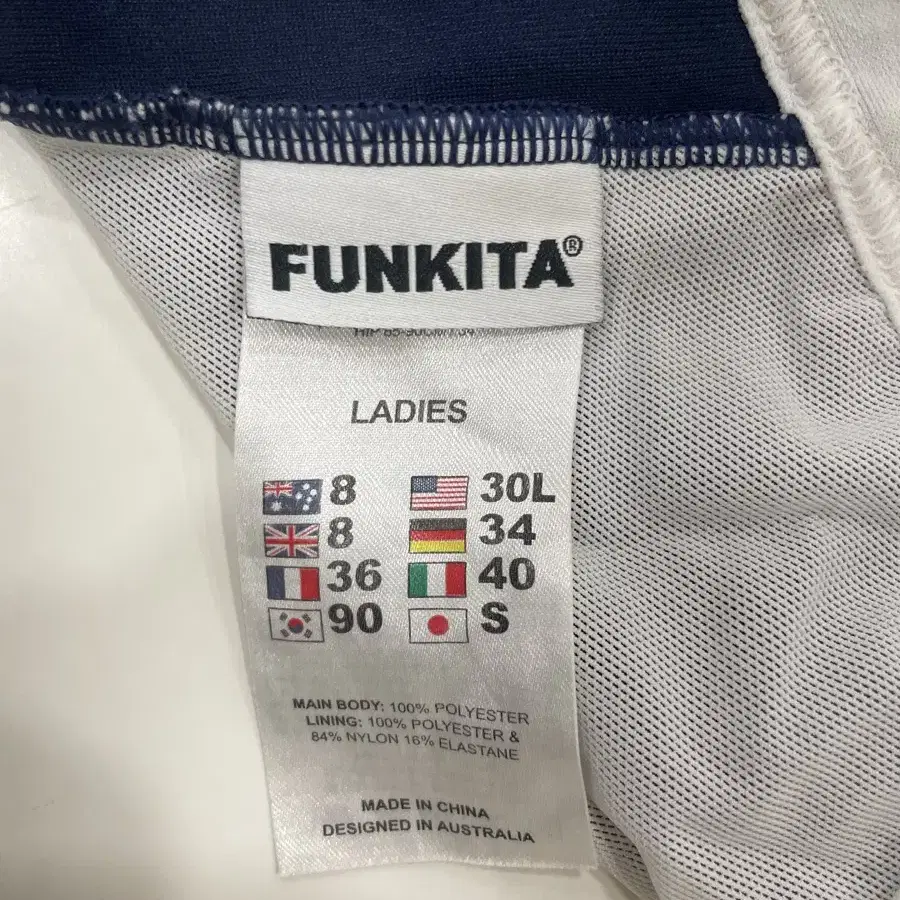 FUNKITA®
LADIES
8 30L
8 34
36 40
90 S
MAIN BODY: 100% POLYESTER
LINING: 100% POLYESTER &
84% NYLON 16% ELASTANE
MADE IN CHINA
DESIGNED IN AUSTRALIA